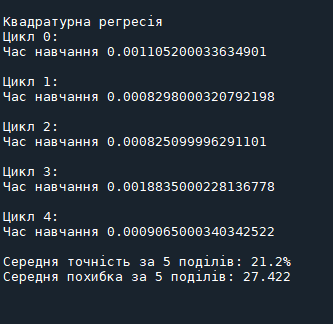 Квадратурна регресія
Цикл 0:
Час навчання 0.001105200033634901
Цикл 1:
Час навчання 0.0008298000320792198
Цикл 2:
Час навчання 0.000825099996291101
Цикл 3:
Час навчання 0.0018835000228136778
Цикл 4:
Час навчання 0.0009065000340342522
Середня точність за 5 поділів: 21.2%
Середня похибка за 5 поділів: 27.422